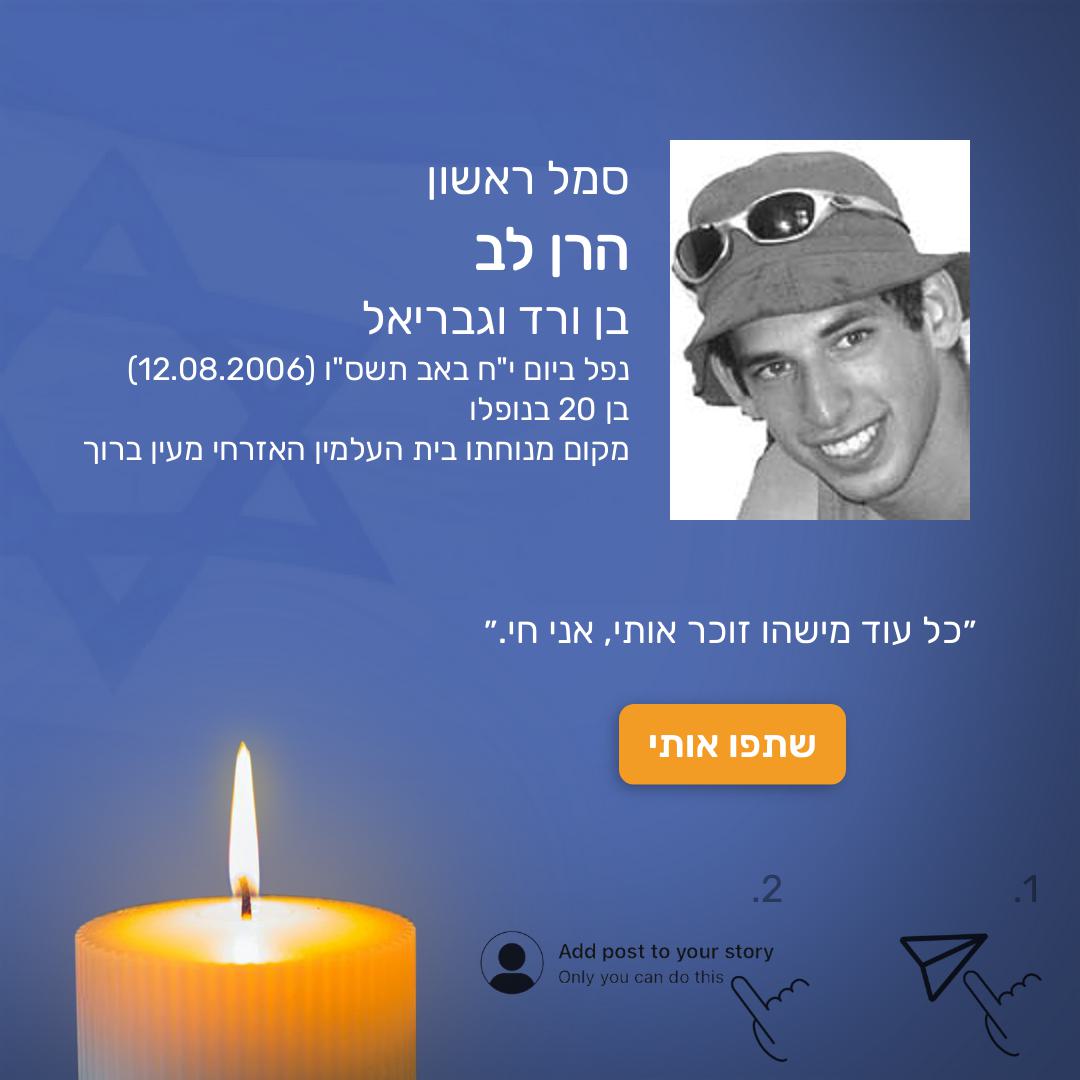 סמל ראשון
הרן לב
בן ורד וגבריאל
נפל ביום י"ח באב תשס"ו (12.08.2006)
בן 20 בנופלו
מקום מנוחתו בית העלמין האזרחי מעין ברוך
״כל עוד מישהו זוכר אותי, אני חי.״
שתפו אותי
1.
2.
Add post to your story
Only you can do this